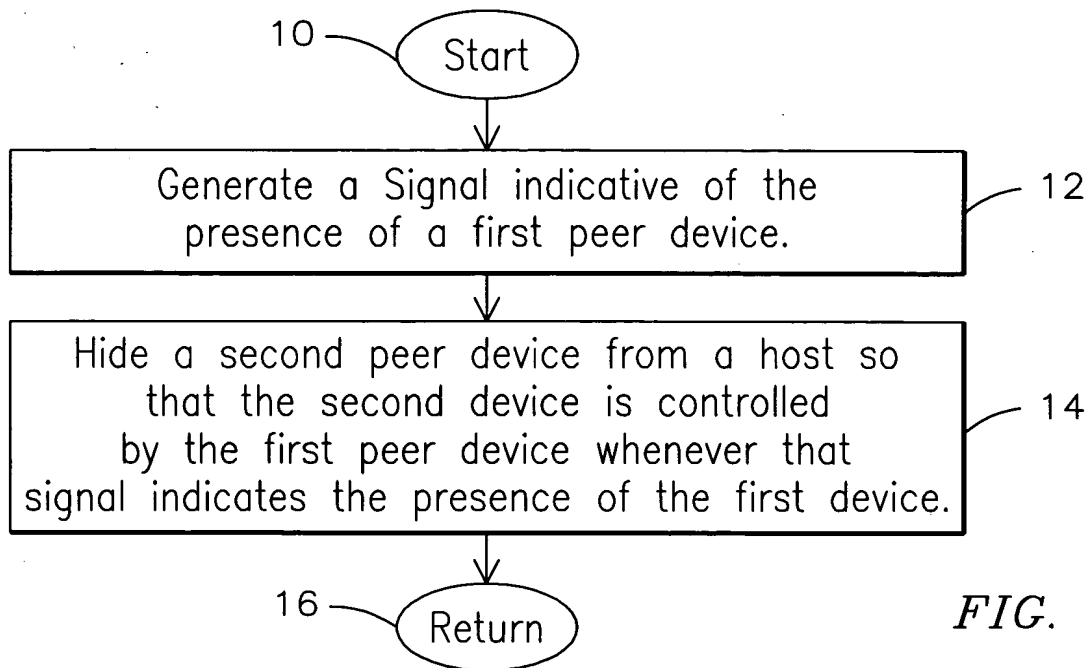 10
Start
Generate a Signal indicative of the
presence of a first peer device.
12
Hide a second peer device from a host so
that the second device is controlled
by the first peer device whenever that
signal indicates the presence of the first device.
14
16
Return
FIG.